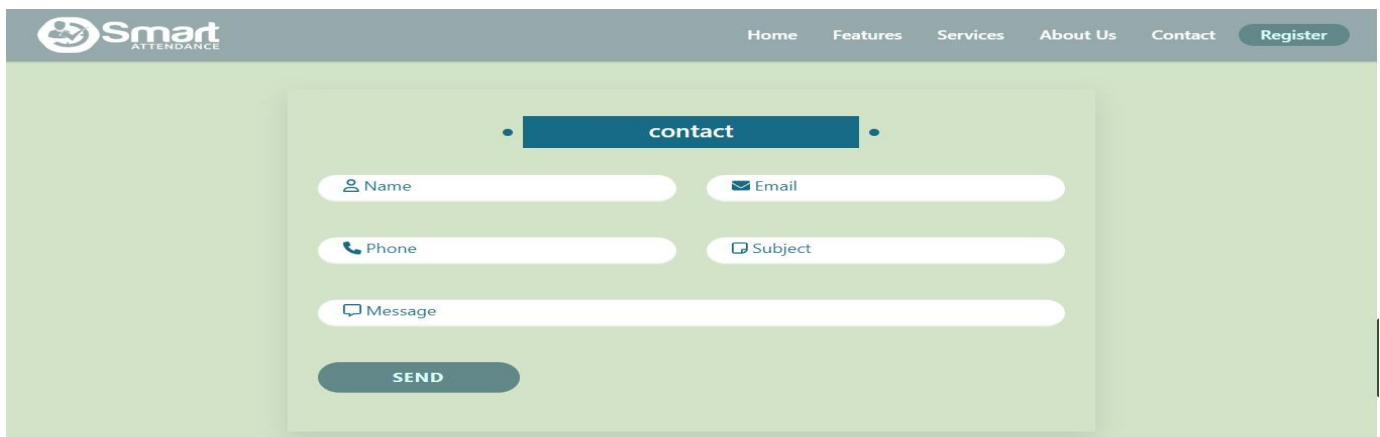 Smart
ATTENDANCE
Home Features Services About Us Contact Register
contact
Name Email
Phone Subject
Message
SEND